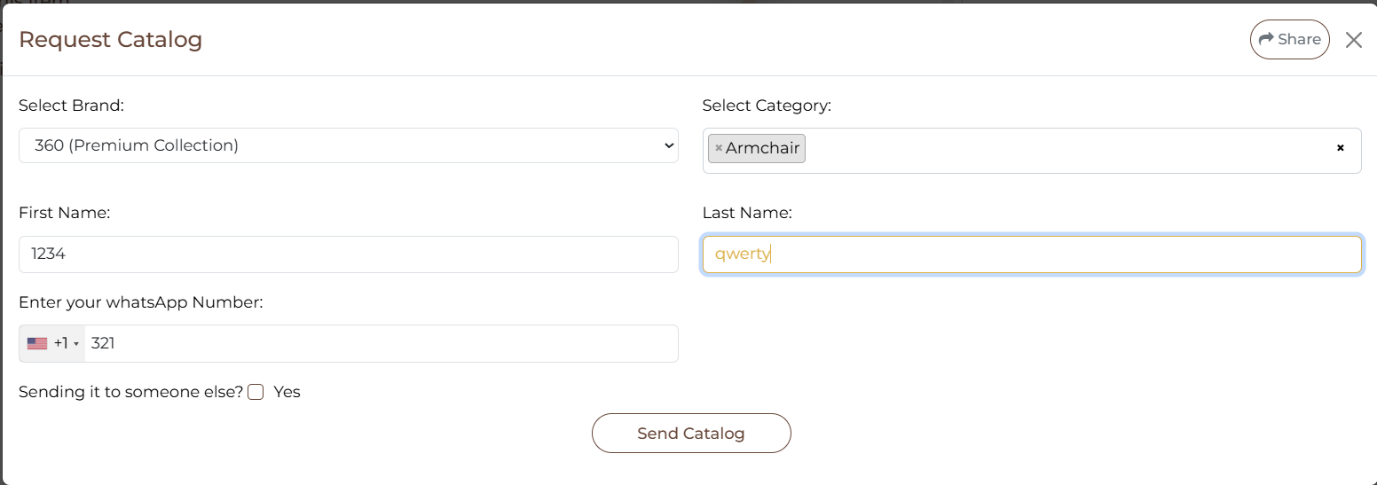 Request Catalog
Share
Select Brand:
Select Category:
360 (Premium Collection)
× Armchair ×
First Name:
Last Name:
1234
qwerty
Enter your whatsApp Number:
+1 321
Sending it to someone else? Yes
Send Catalog